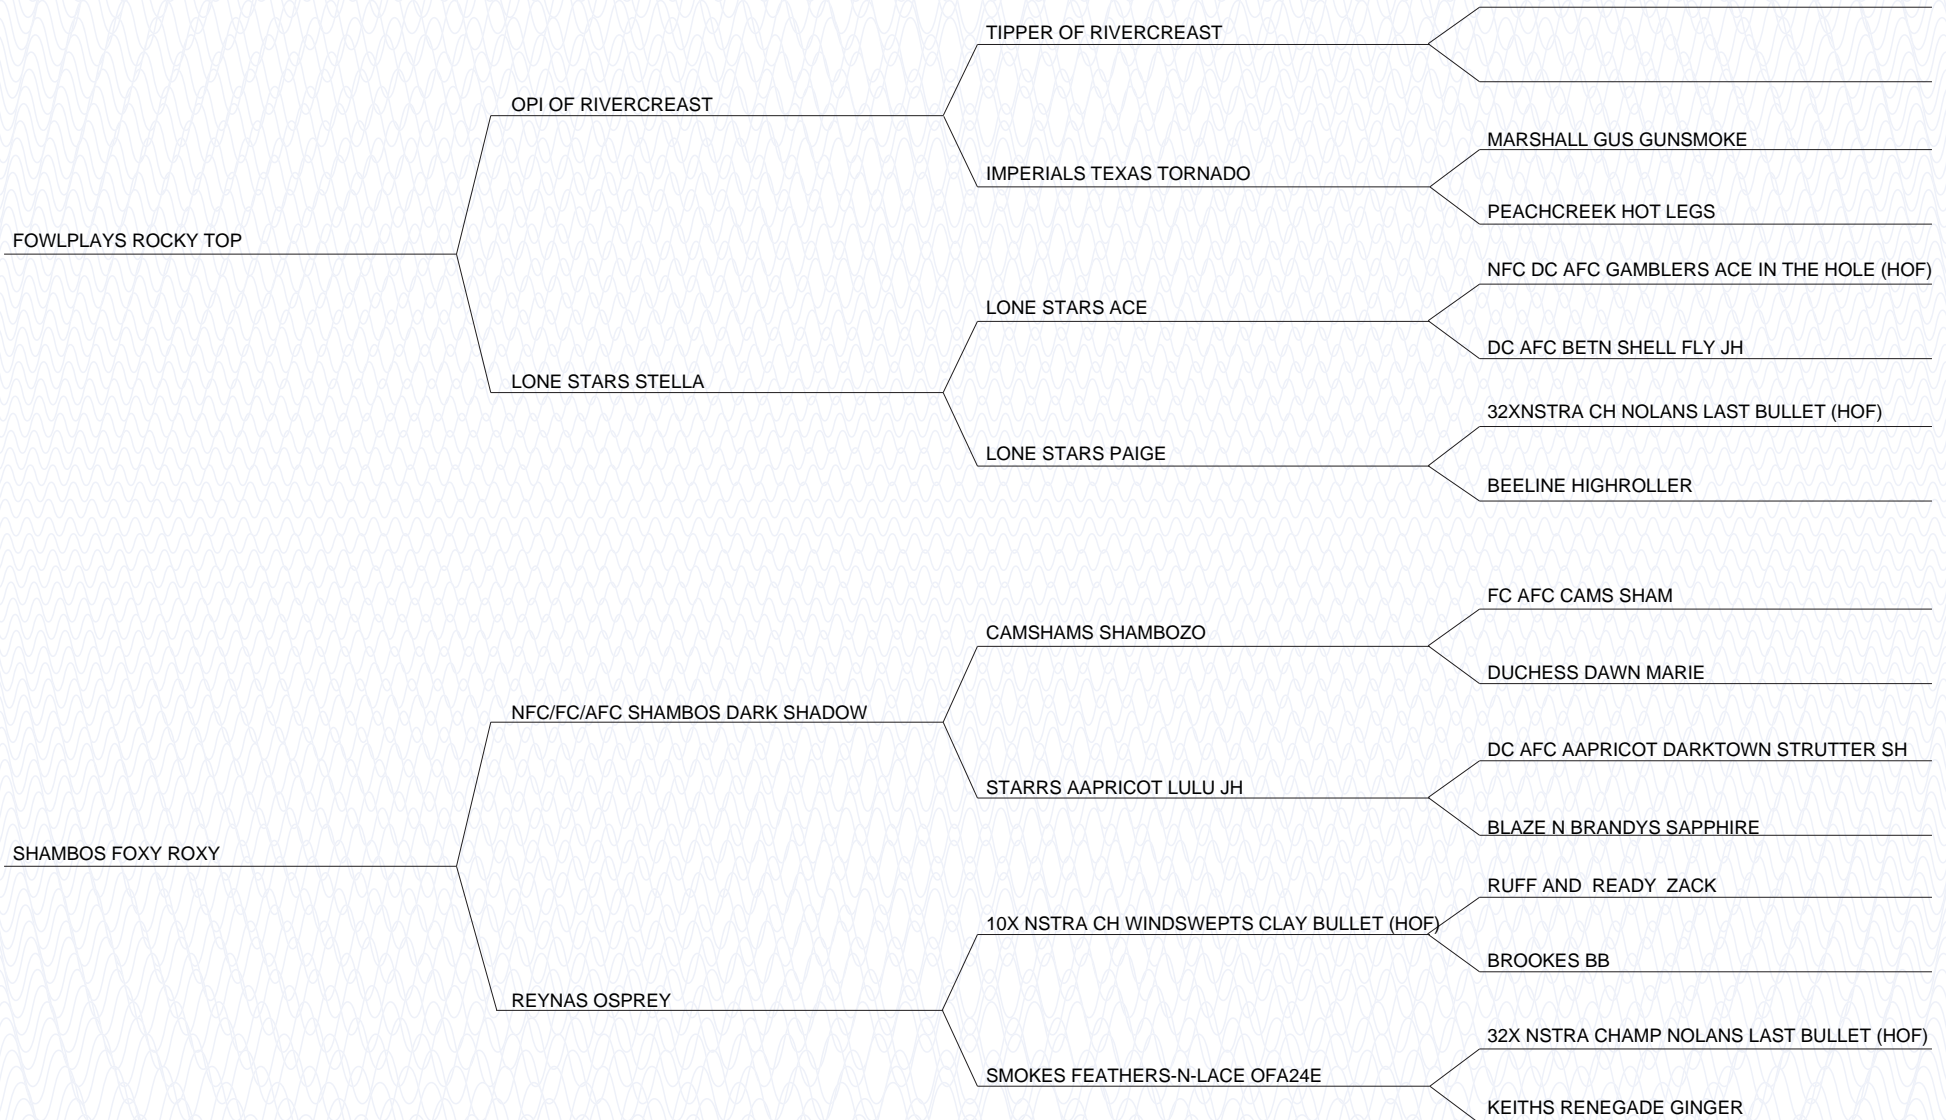 TIPPER OF RIVERCREAST
OPI OF RIVERCREAST
MARSHALL GUS GUNSMOKE
IMPERIALS TEXAS TORNADO
PEACHCREEK HOT LEGS
FOWLPLAYS ROCKY TOP
NFC DC AFC GAMBLERS ACE IN THE HOLE (HOF)
LONE STARS ACE
DC AFC BETN SHELL FLY JH
LONE STARS STELLA
32XNSTRA CH NOLANS LAST BULLET (HOF)
LONE STARS PAIGE
BEELINE HIGHROLLER
FC AFC CAMS SHAM
CAMSHAMS SHAMBOZO
DUCHESS DAWN MARIE
NFC/FC/AFC SHAMBOS DARK SHADOW
DC AFC AAPRICOT DARKTOWN STRUTTER SH
STARRS AAPRICOT LULU JH
BLAZE N BRANDYS SAPPHIRE
SHAMBOS FOXY ROXY
RUFF AND  READY  ZACK
10X NSTRA CH WINDSWEPTS CLAY BULLET (HOF)
BROOKES BB
REYNAS OSPREY
32X NSTRA CHAMP NOLANS LAST BULLET (HOF)
SMOKES FEATHERS-N-LACE OFA24E
KEITHS RENEGADE GINGER